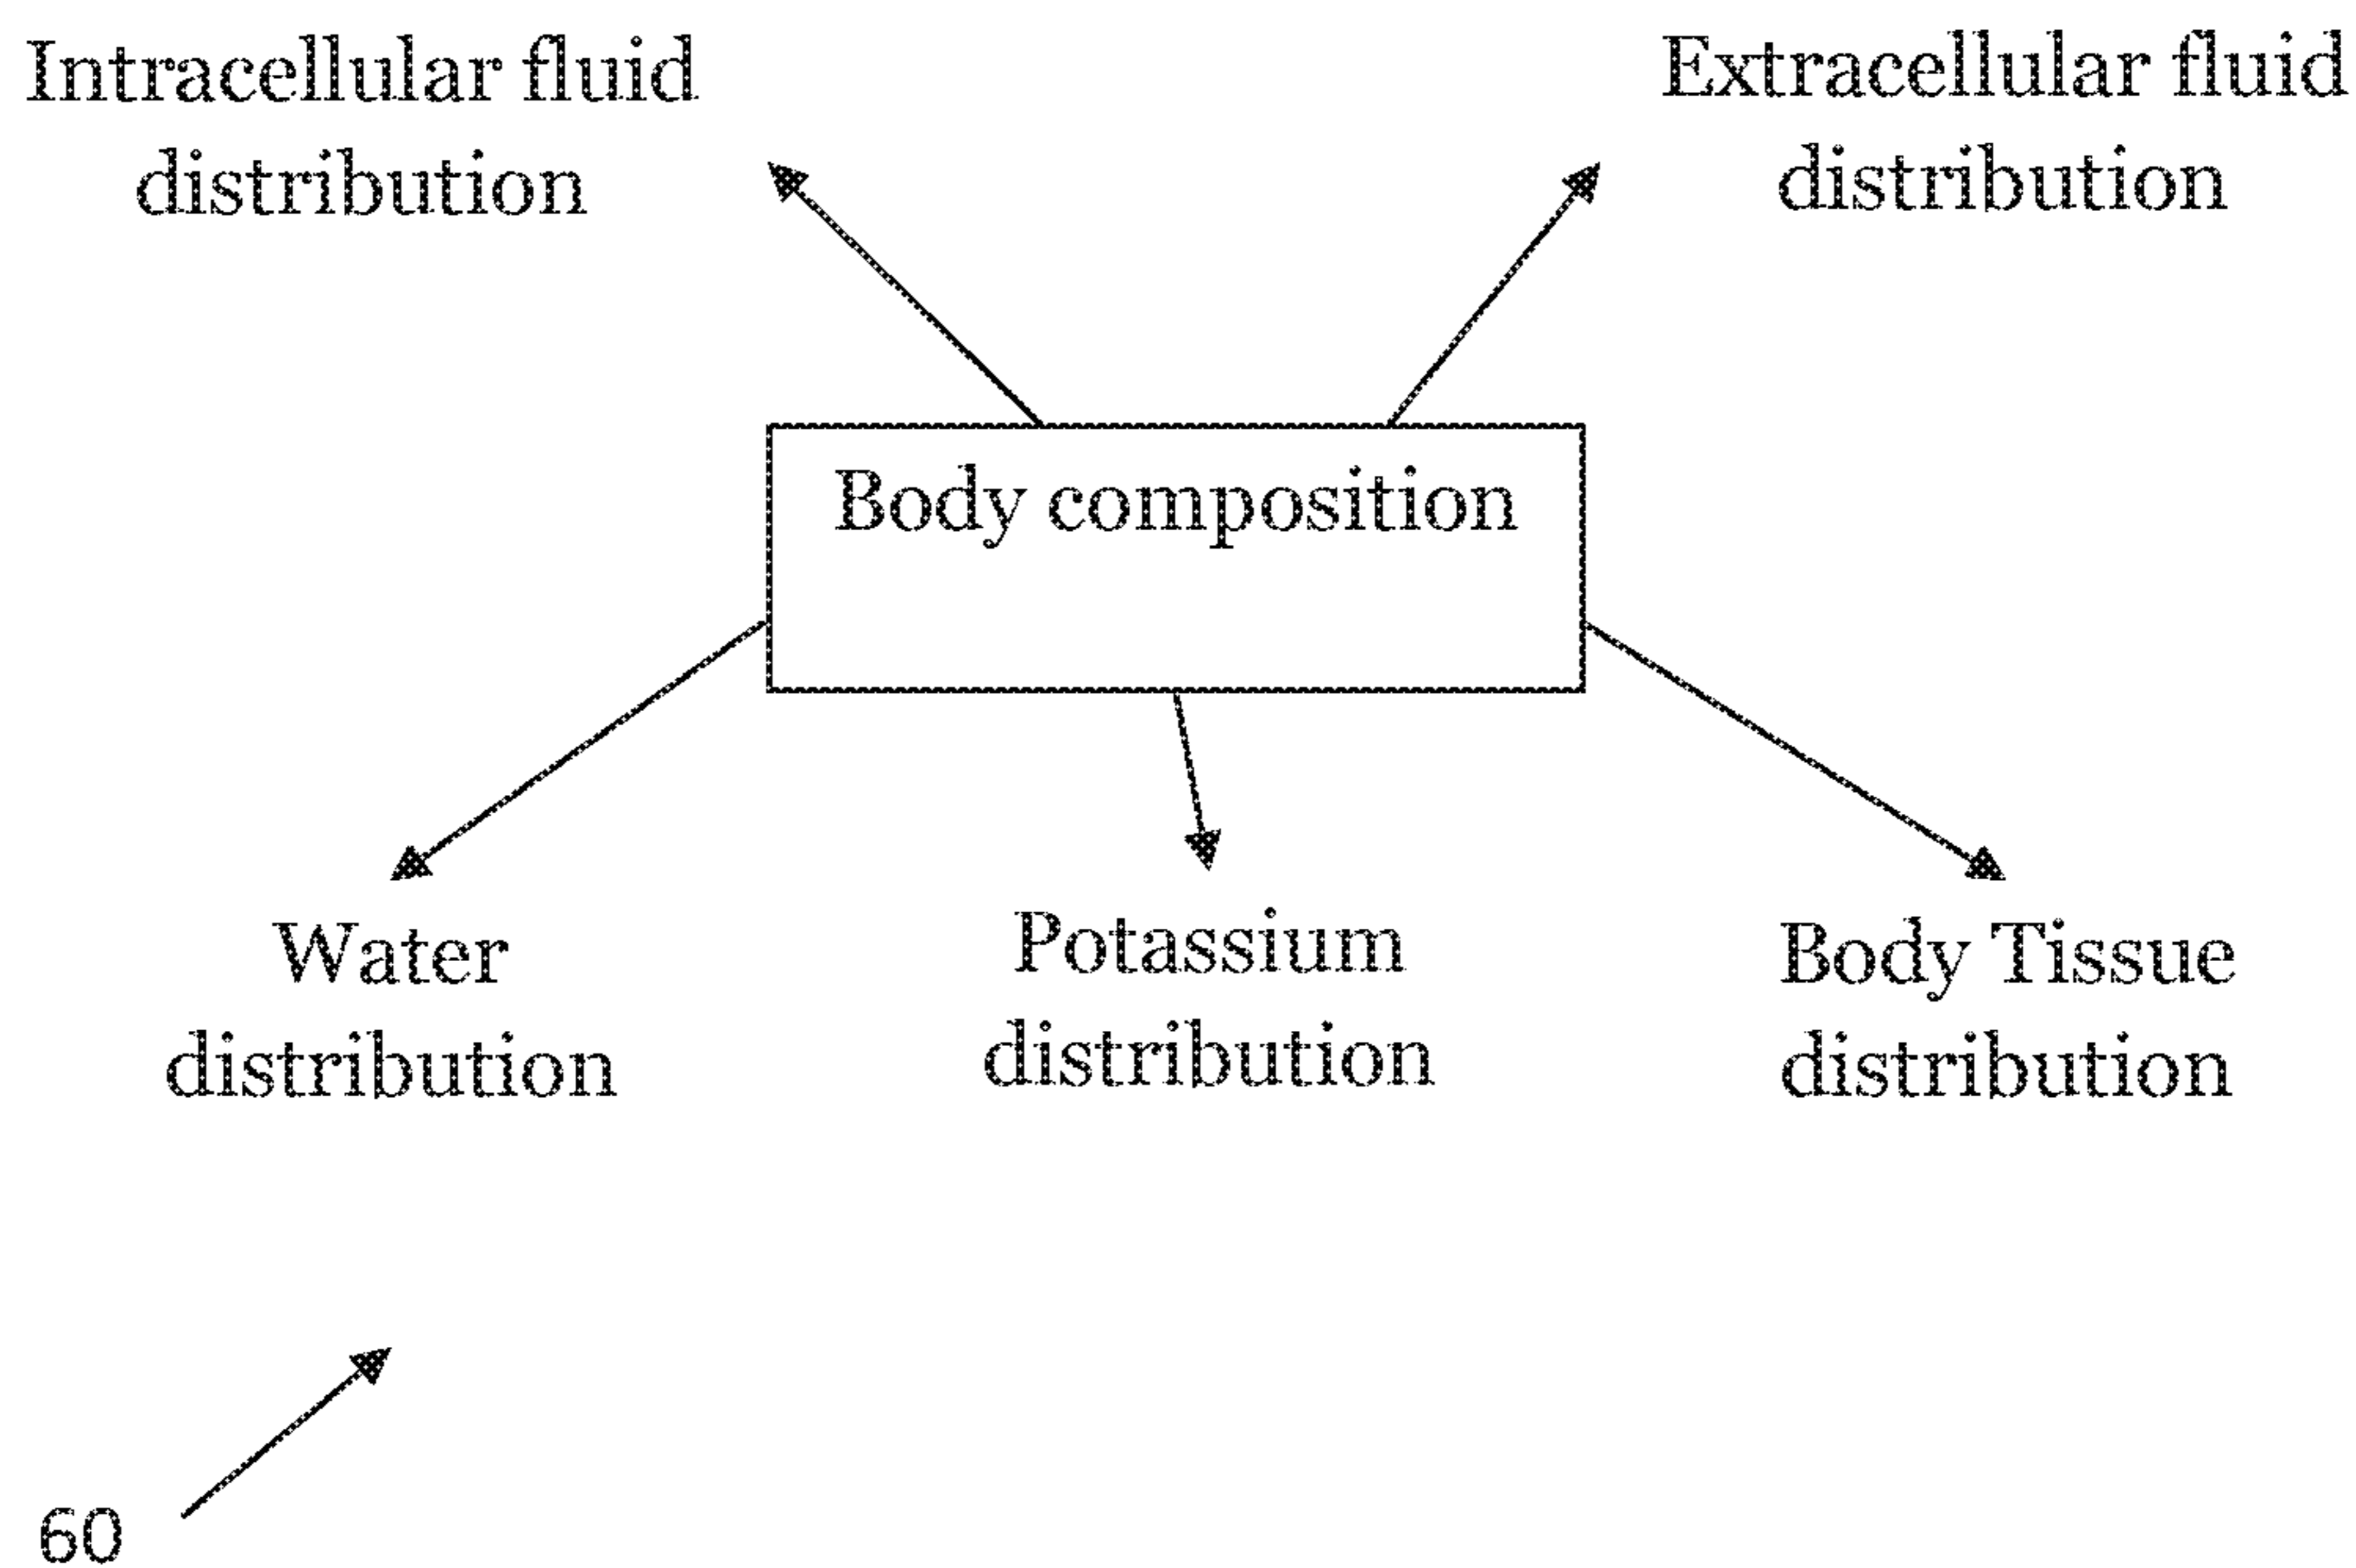 Intracellular fluid
distribution
Extracellular fluid
distribution
Body composition
Water
distribution
Potassium
distribution
Body Tissue
distribution
60